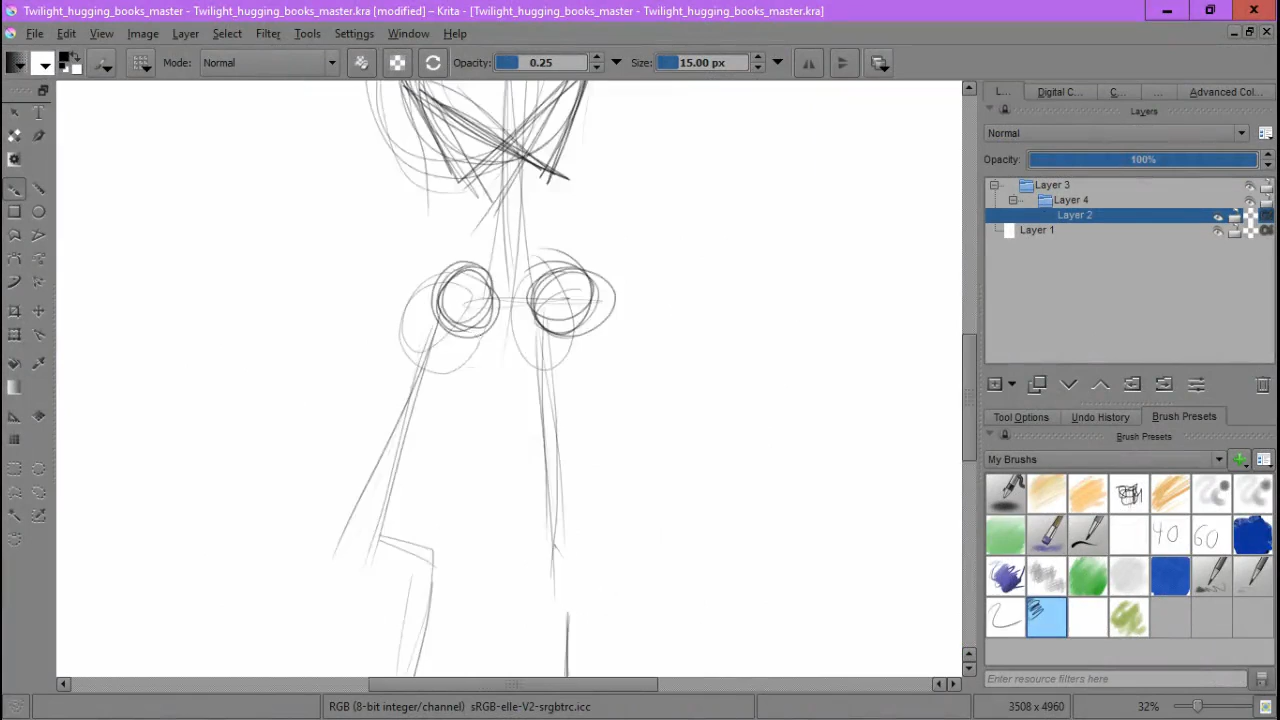 Twilight_hugging_books_master - Twilight_hugging_books_master.kra [modified] – Krita - [Twilight_hugging_books_master - Twilight_hugging_books_master.kra]
File Edit View Image Layer Select Filter Tools Settings Window Help
Mode: Normal Opacity: 0.25 Size: 15.00 px
L... Digital C... C... ... Advanced Col...
Layers
Normal
Opacity: 100%
Layer 3
Layer 4
Layer 2
Layer 1
Tool Options Undo History Brush Presets
Brush Presets
My Brushes
40 60
Enter resource filters here
RGB (8-bit integer/channel) sRGB-elle-V2-srgbtrc.icc 3508 x 4960 32%